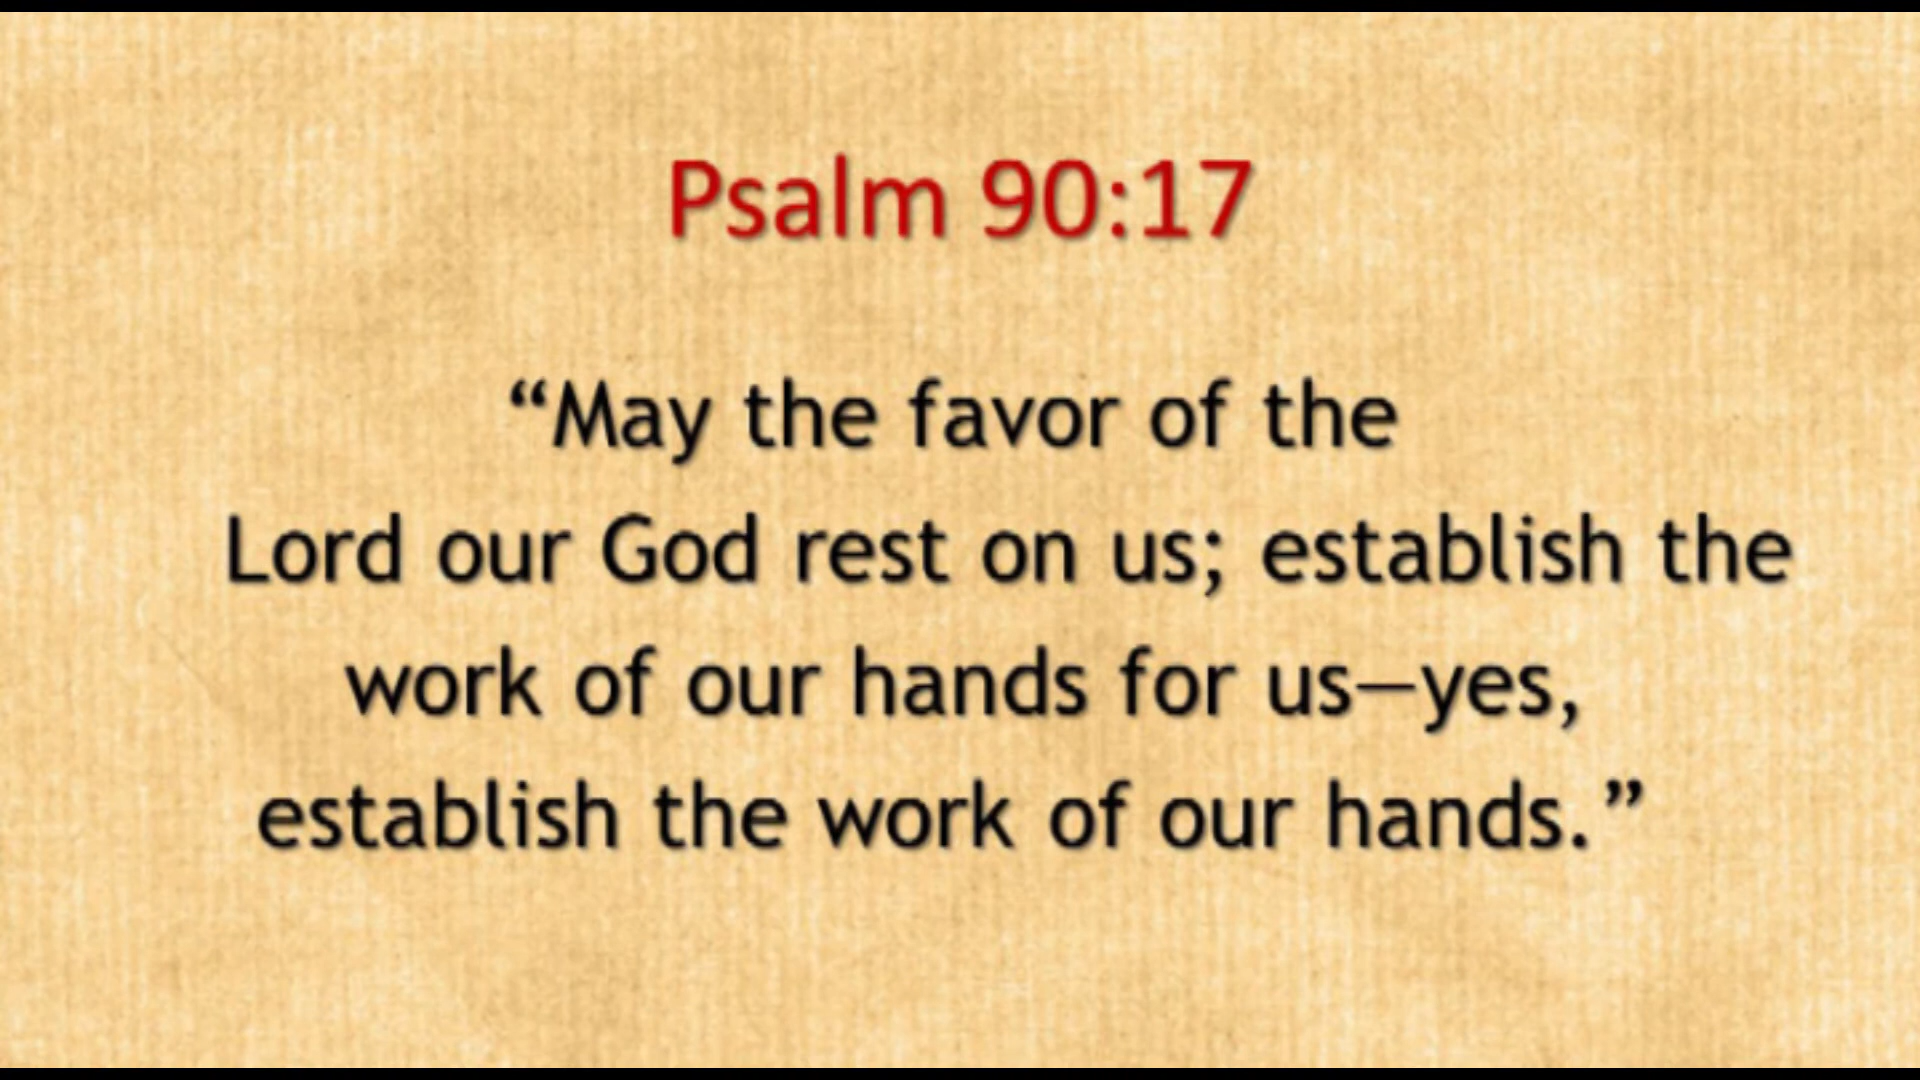 Psalm 90:17
“May the favor of the
Lord our God rest on us; establish the
work of our hands for us—yes,
establish the work of our hands.”